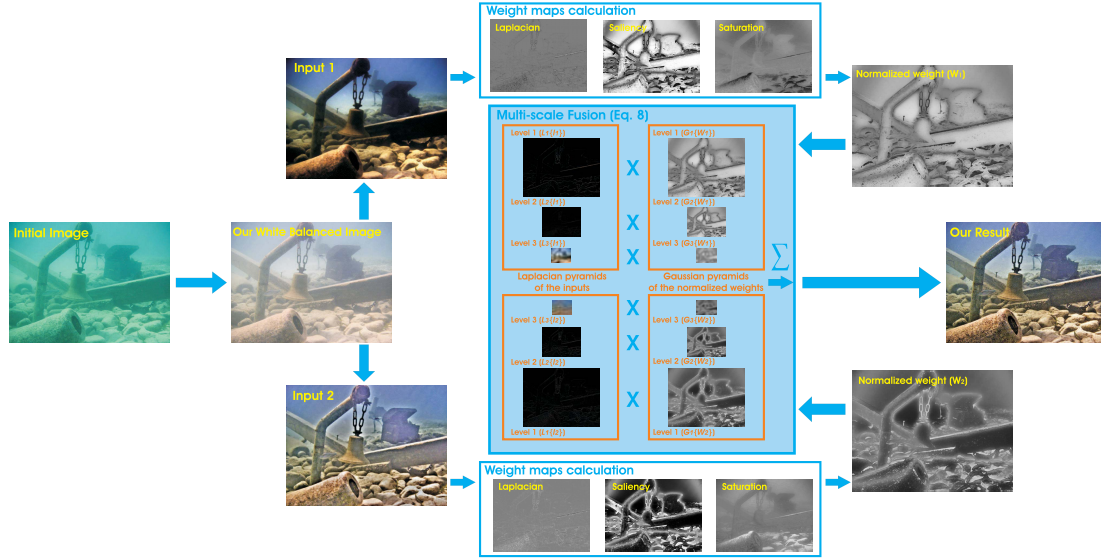 Weight maps calculation
Laplacian
Saliency
Saturation
Input 1
Normalized weight (W1)
Multi-scale Fusion (Eq. 8)
Level 1 (L1{I1})
Level 1 (G1{W1})
X
Level 2 (L2{I1})
Level 2 (G2{W1})
X
Level 3 (L3{I1})
Level 3 (G3{W1})
X
Initial Image
Our White Balanced Image
Our Result
∑
Laplacian pyramids
of the inputs
Gaussian pyramids
of the normalized weights
X
Level 3 (L3{I2})
Level 3 (G3{W2})
X
Level 2 (L2{I2})
Level 2 (G2{W2})
X
Level 1 (L1{I2})
Level 1 (G1{W2})
Input 2
Normalized weight (W2)
Weight maps calculation
Laplacian
Saliency
Saturation